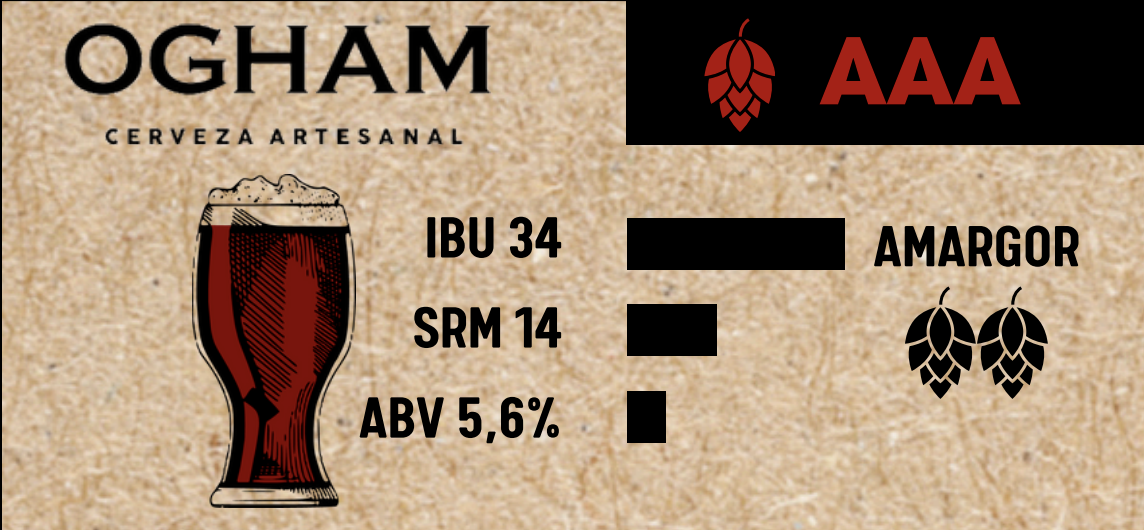 OGHAM
CERVEZA ARTESANAL
AAA
IBU 34
SRM 14
ABV 5,6%
AMARGOR